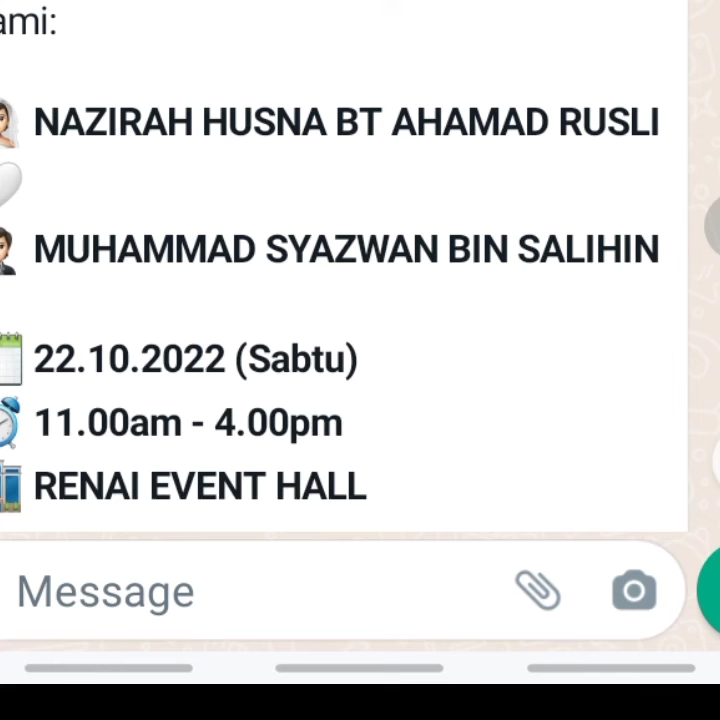 ami:
NAZIRAH HUSNA BT AHAMAD RUSLI
MUHAMMAD SYAZWAN BIN SALIHIN
22.10.2022 (Sabtu)
11.00am - 4.00pm
RENAI EVENT HALL
Message